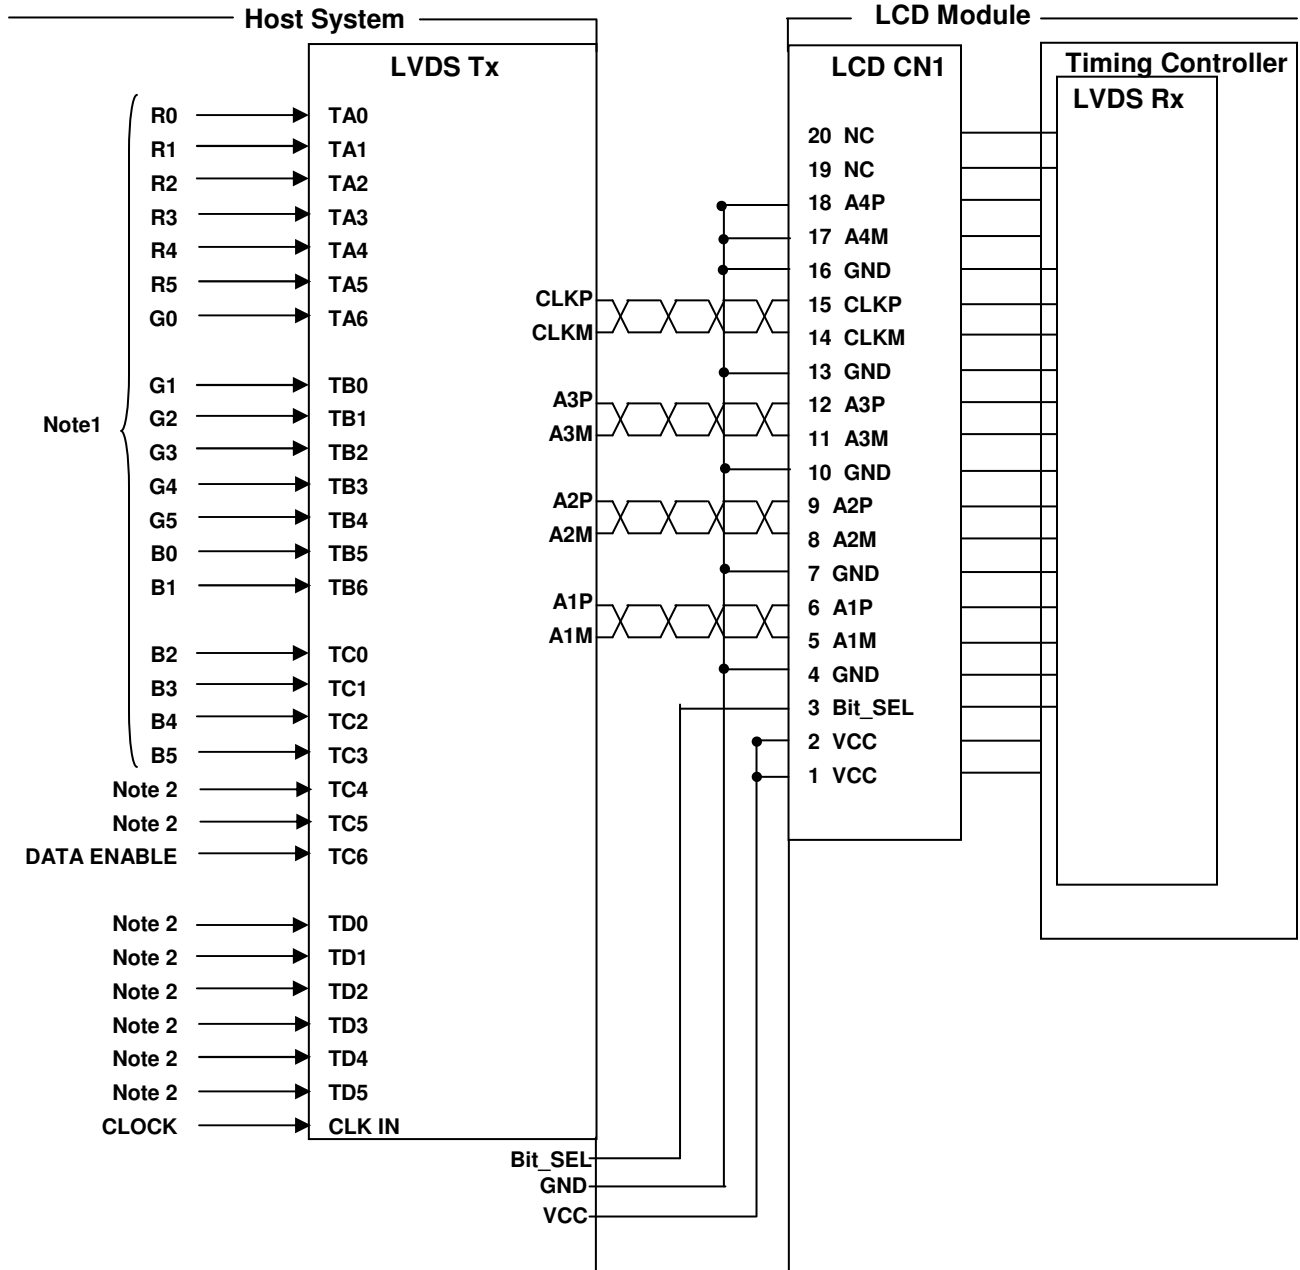 Host System
LCD Module
LVDS Tx
LCD CN1
Timing Controller
LVDS Rx
Note1
R0 TA0
R1 TA1
R2 TA2
R3 TA3
R4 TA4
R5 TA5
G0 TA6
G1 TB0
G2 TB1
G3 TB2
G4 TB3
G5 TB4
B0 TB5
B1 TB6
B2 TC0
B3 TC1
B4 TC2
B5 TC3
Note 2 TC4
Note 2 TC5
DATA ENABLE TC6
Note 2 TD0
Note 2 TD1
Note 2 TD2
Note 2 TD3
Note 2 TD4
Note 2 TD5
CLOCK CLK IN
CLKP
CLKM
A3P
A3M
A2P
A2M
A1P
A1M
Bit_SEL
GND
VCC
20 NC
19 NC
18 A4P
17 A4M
16 GND
15 CLKP
14 CLKM
13 GND
12 A3P
11 A3M
10 GND
9 A2P
8 A2M
7 GND
6 A1P
5 A1M
4 GND
3 Bit_SEL
2 VCC
1 VCC